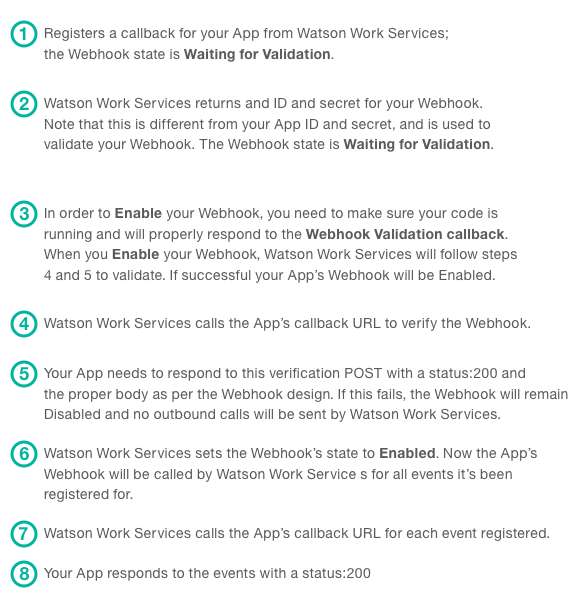 1 Registers a callback for your App from Watson Work Services;
the Webhook state is Waiting for Validation.
2 Watson Work Services returns and ID and secret for your Webhook.
Note that this is different from your App ID and secret, and is used to
validate your Webhook. The Webhook state is Waiting for Validation.
3 In order to Enable your Webhook, you need to make sure your code is
running and will properly respond to the Webhook Validation callback.
When you Enable your Webhook, Watson Work Services will follow steps
4 and 5 to validate. If successful your App's Webhook will be Enabled.
4 Watson Work Services calls the App's callback URL to verify the Webhook.
5 Your App needs to respond to this verification POST with a status:200 and
the proper body as per the Webhook design. If this fails, the Webhook will remain
Disabled and no outbound calls will be sent by Watson Work Services.
6 Watson Work Services sets the Webhook's state to Enabled. Now the App's
Webhook will be called by Watson Work Service s for all events it's been
registered for.
7 Watson Work Services calls the App's callback URL for each event registered.
8 Your App responds to the events with a status:200